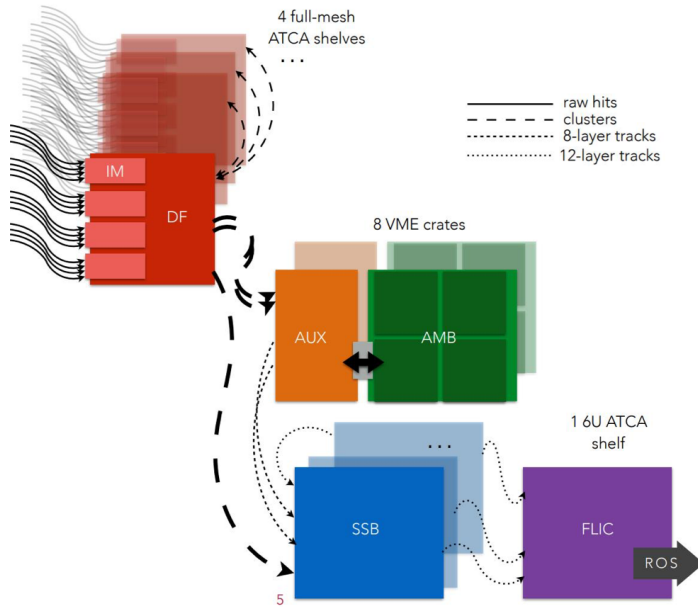 4 full-mesh
ATCA shelves
...
raw hits
clusters
8-layer tracks
12-layer tracks
IM
DF
8 VME crates
AUX
AMB
1 6U ATCA
shelf
...
SSB
FLIC
ROS
5